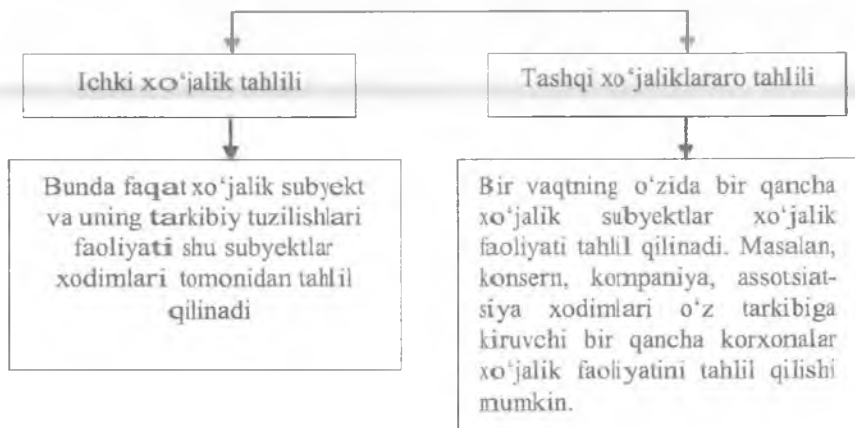 Ichki xo‘jalik tahlili
Tashqi xo‘jaliklararo tahlili
Bunda faqat xo‘jalik subyekt
va uning tarkibiy tuzilishlari
faoliyati shu subyektlar
xodimlari tomonidan tahlil
qilinadi
Bir vaqtning o‘zida bir qancha
xo‘jalik subyektlar xo‘jalik
faoliyati tahlil qilinadi. Masalan,
konsern, kompaniya, assotsiat-
siya xodimlari o‘z tarkibiga
kiruvchi bir qancha korxonalar
xo‘jalik faoliyatini tahlil qilishi
mumkin.